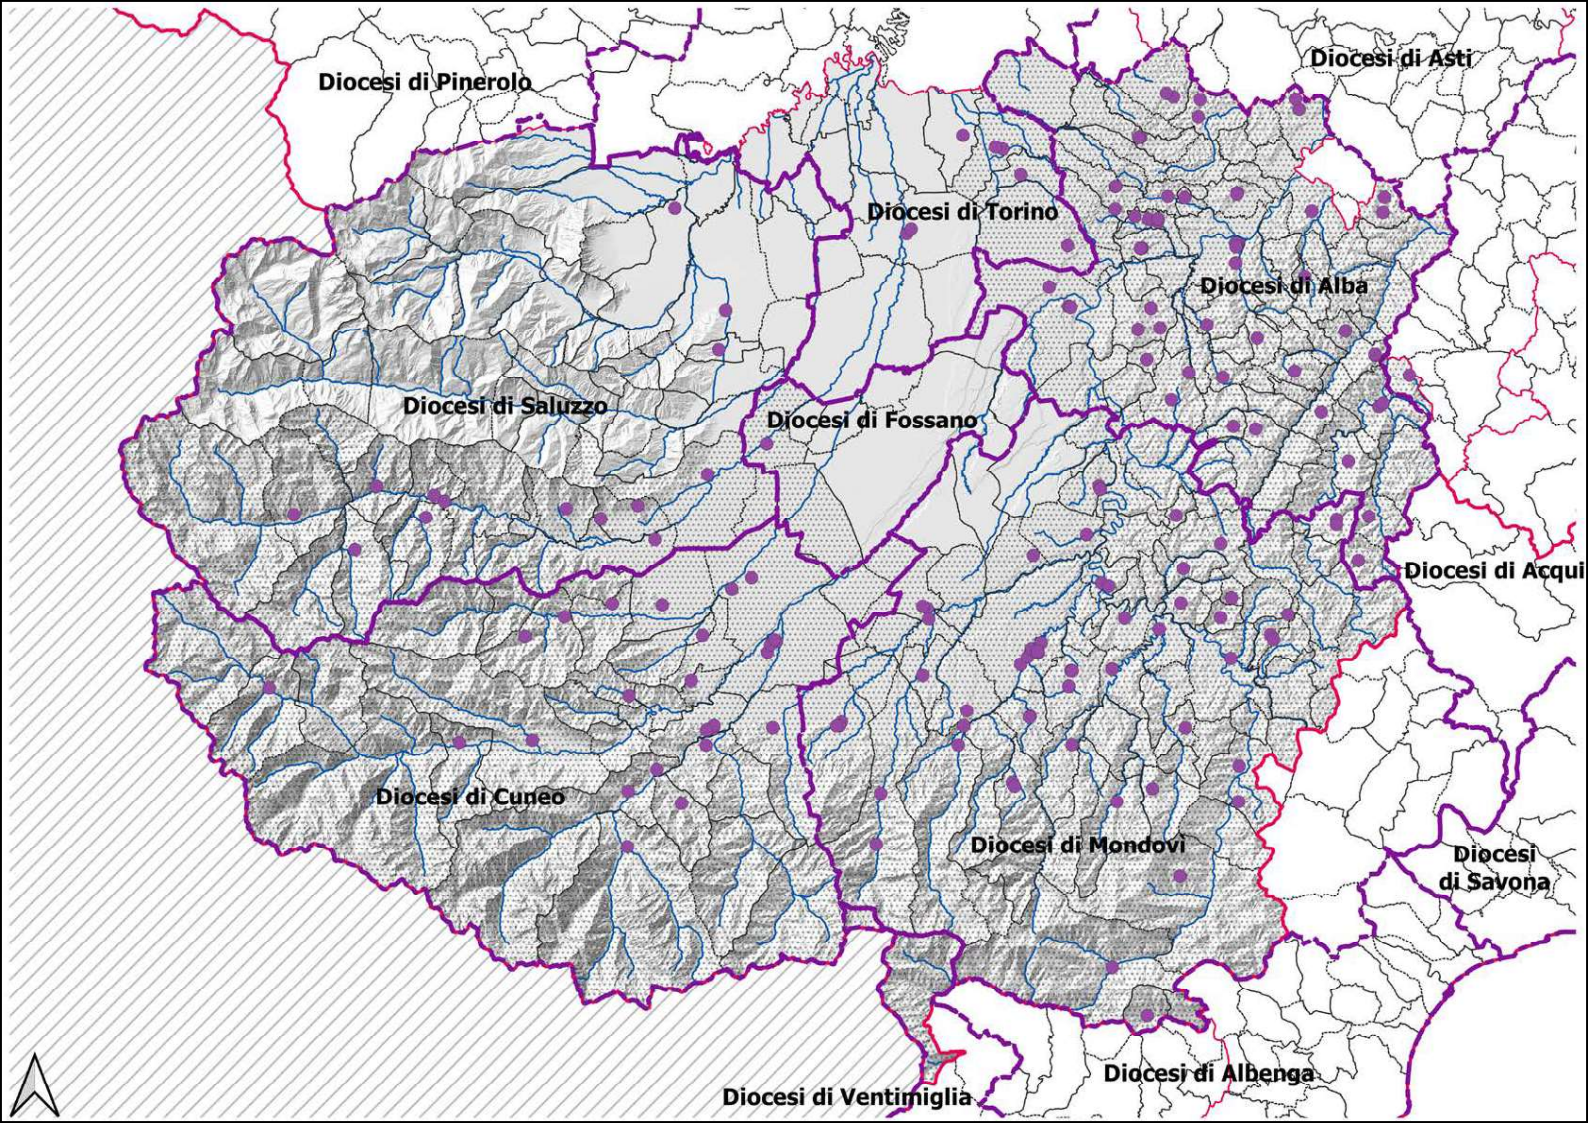 Diocesi di Asti
Diocesi di Pinerolo
Diocesi di Torino
Diocesi di Alba
Diocesi di Saluzzo
Diocesi di Fossano
Diocesi di Acqui
Diocesi di Cuneo
Diocesi di Mondovì
Diocesi
di Savona
Diocesi di Albenga
Diocesi di Ventimiglia